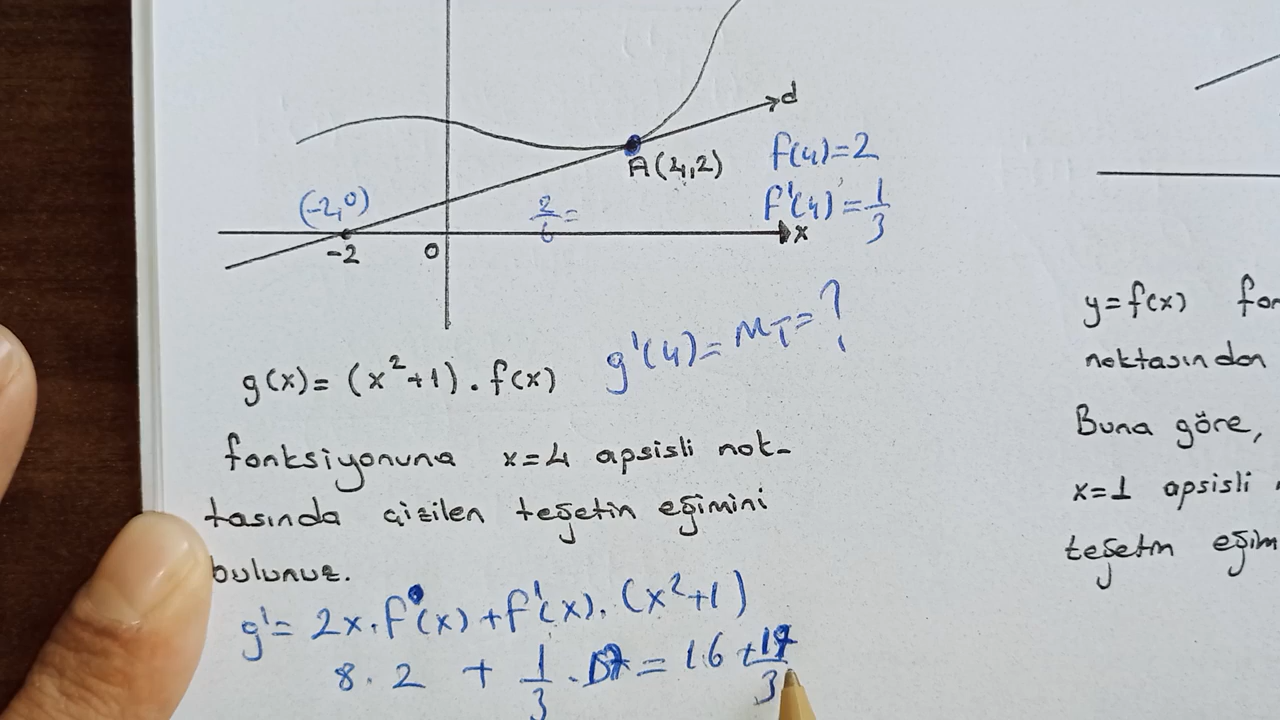 d
A(4,2)
f(4)=2
f'(4)=1/3
(-2,0)
2/6=
x
-2
0
g(x)=(x²+1).f(x)
g'(4)=MT=?
fonksiyonuna x=4 apsisli nok-
tasında çizilen teğetin eğimini
bulunuz.
g'=2x.f(x)+f'(x).(x²+1)
8.2 + 1/3 .17=16+17/3
y=f(x)
noktasından
Buna göre,
x=1 apsisli
teğetin eğim